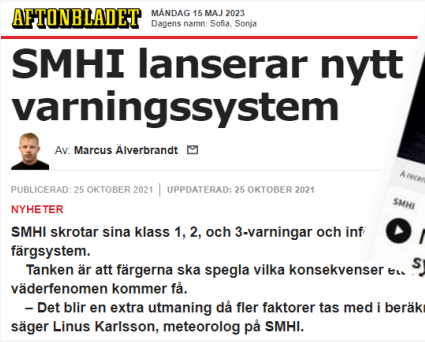 AFTONBLADET
MÅNDAG 15 MAJ 2023
Dagens namn: Sofia, Sonja
SMHI lanserar nytt
varningssystem
Av: Marcus Älverbrandt
PUBLICERAD: 25 OKTOBER 2021 | UPPDATERAD: 25 OKTOBER 2021
NYHETER
SMHI skrotar sina klass 1, 2, och 3-varningar och
färgsystem.
Tanken är att färgerna ska spegla vilka konsekvenser
väderfenomen kommer få.
– Det blir en extra utmaning då fler faktorer tas med i
säger Linus Karlsson, meteorolog på SMHI.
SMHI